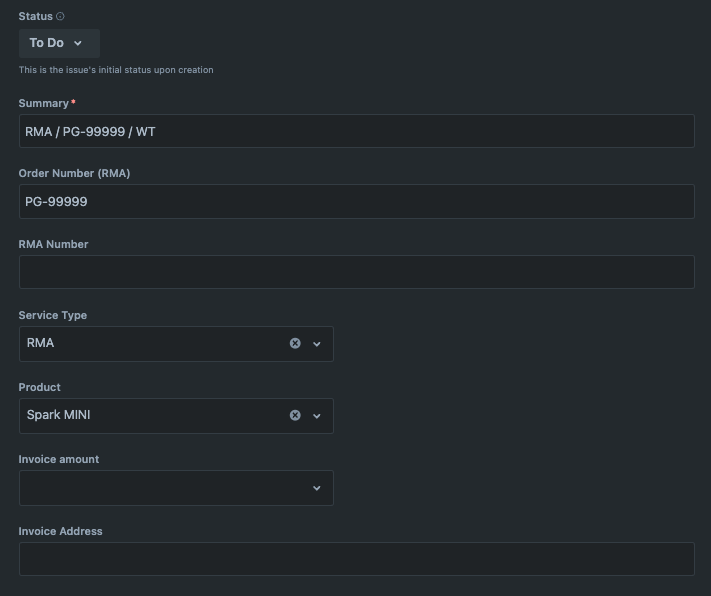 Status
To Do
This is the issue's initial status upon creation
Summary*
RMA / PG-99999 / WT
Order Number (RMA)
PG-99999
RMA Number
Service Type
RMA
Product
Spark MINI
Invoice amount
Invoice Address